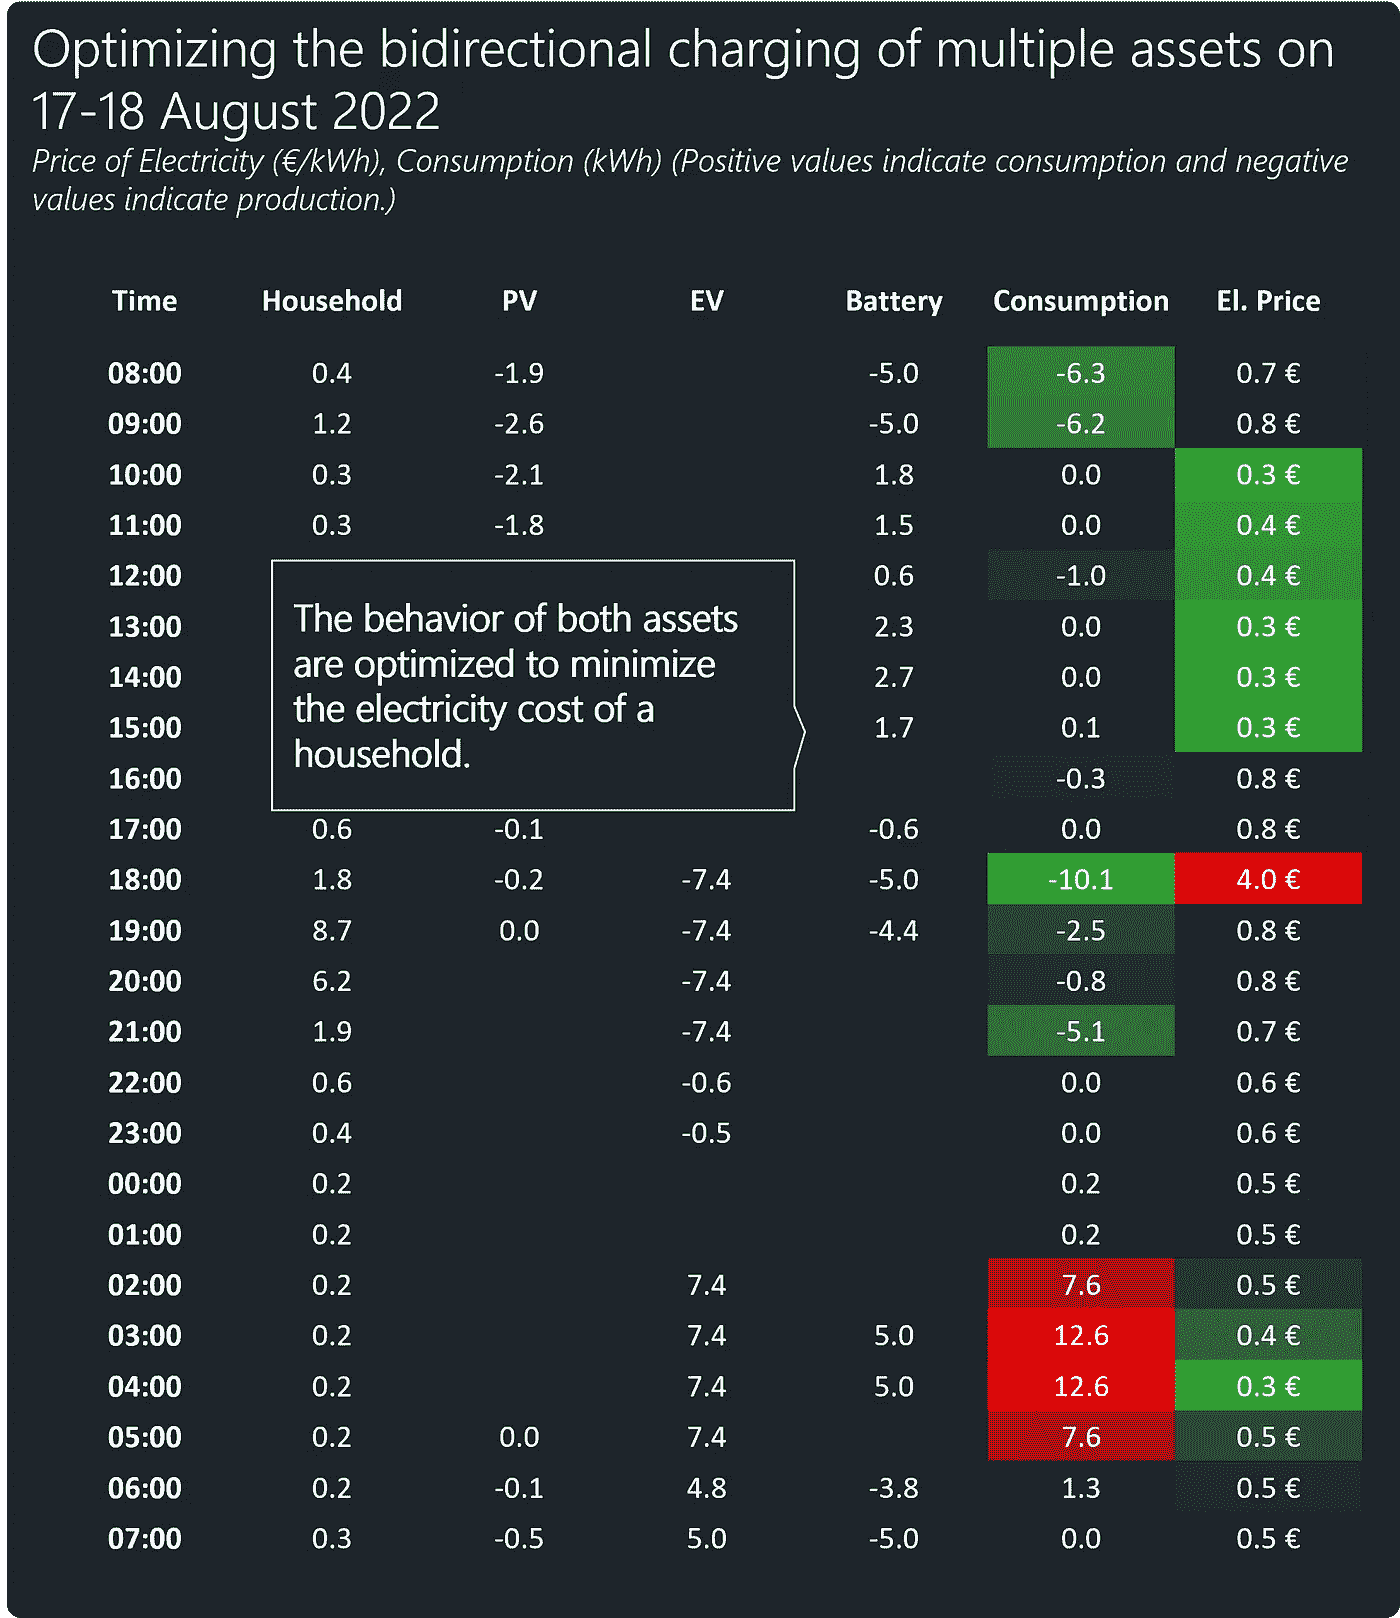 Optimizing the bidirectional charging of multiple assets on
17-18 August 2022
Price of Electricity (€/kWh), Consumption (kWh) (Positive values indicate consumption and negative
values indicate production.)
Time Household PV EV Battery Consumption El. Price
08:00 0.4 -1.9 -5.0 -6.3 0.7 €
09:00 1.2 -2.6 -5.0 -6.2 0.8 €
10:00 0.3 -2.1 1.8 0.0 0.3 €
11:00 0.3 -1.8 1.5 0.0 0.4 €
12:00 0.6 -1.0 0.4 €
13:00 2.3 0.0 0.3 €
14:00 2.7 0.0 0.3 €
15:00 1.7 0.1 0.3 €
16:00 -0.3 0.8 €
The behavior of both assets
are optimized to minimize
the electricity cost of a
household.
17:00 0.6 -0.1 -0.6 0.0 0.8 €
18:00 1.8 -0.2 -7.4 -5.0 -10.1 4.0 €
19:00 8.7 0.0 -7.4 -4.4 -2.5 0.8 €
20:00 6.2 -7.4 -0.8 0.8 €
21:00 1.9 -7.4 -5.1 0.7 €
22:00 0.6 -0.6 0.0 0.6 €
23:00 0.4 -0.5 0.0 0.6 €
00:00 0.2 0.2 0.5 €
01:00 0.2 0.2 0.5 €
02:00 0.2 7.4 7.6 0.5 €
03:00 0.2 7.4 5.0 12.6 0.4 €
04:00 0.2 7.4 5.0 12.6 0.3 €
05:00 0.2 0.0 7.4 7.6 0.5 €
06:00 0.2 -0.1 4.8 -3.8 1.3 0.5 €
07:00 0.3 -0.5 5.0 -5.0 0.0 0.5 €